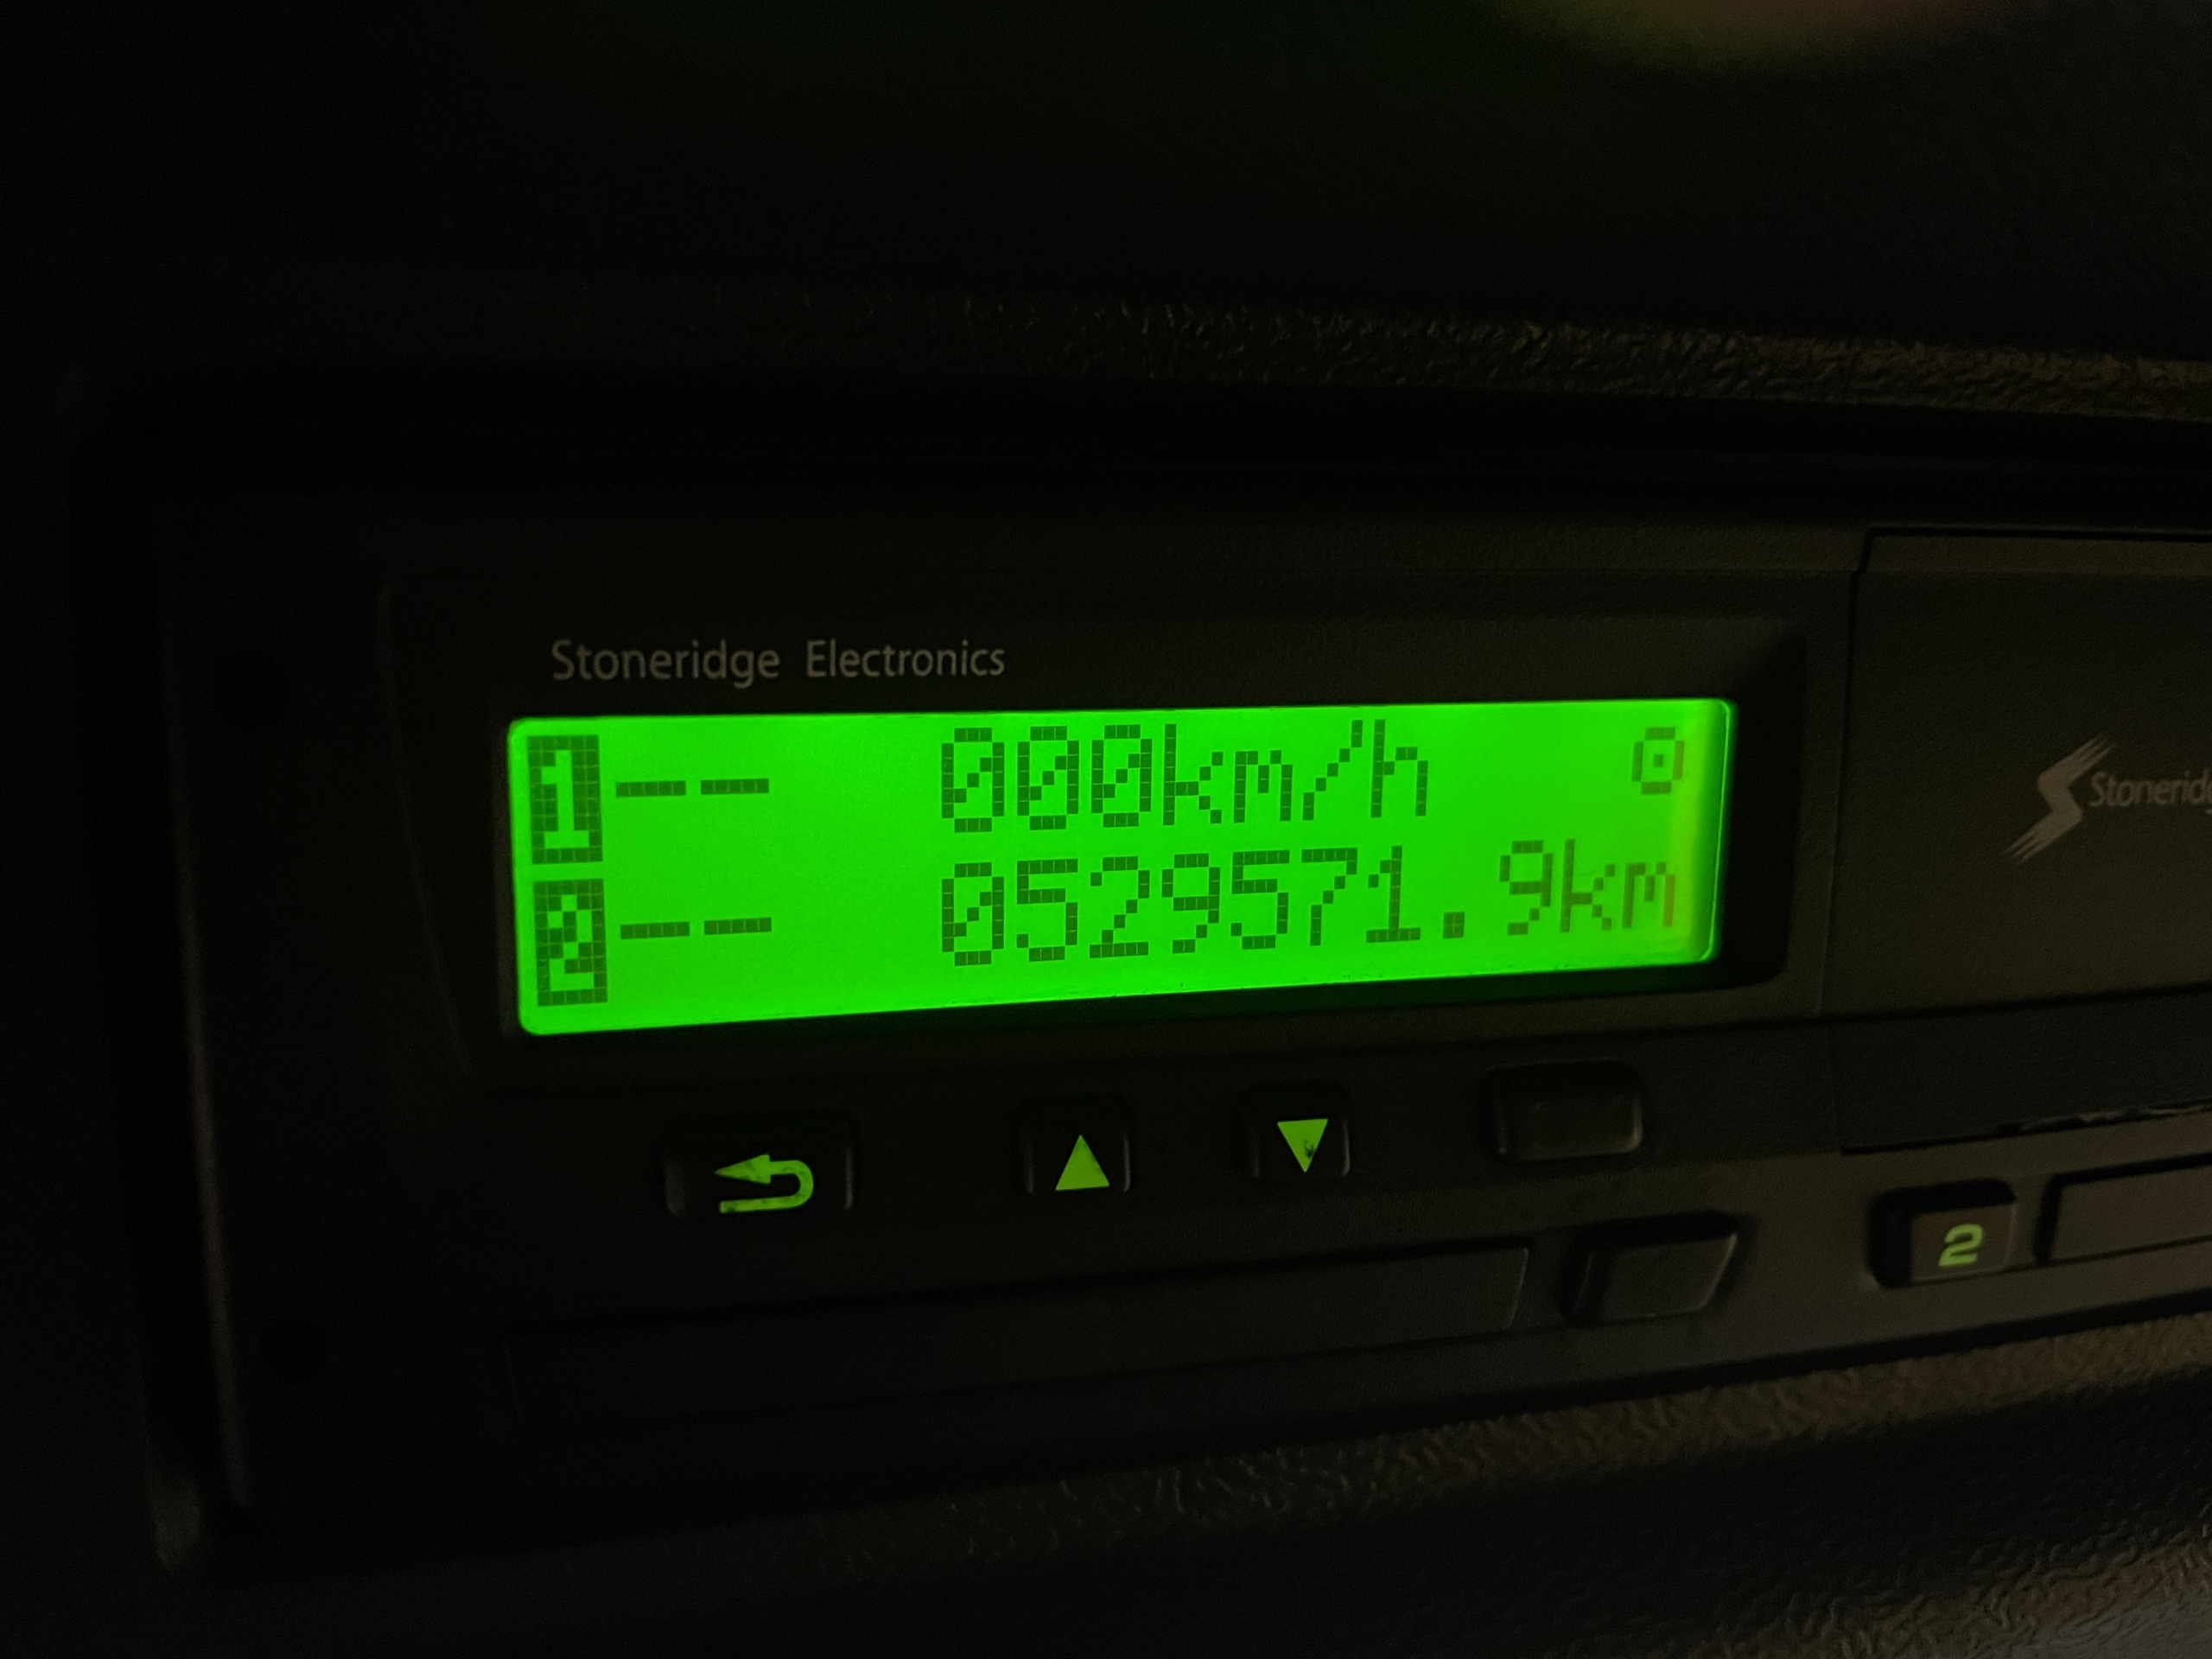 Stoneridge Electronics
1 -- 000km/h
2 -- 0529571.9km
Stoneridge
2